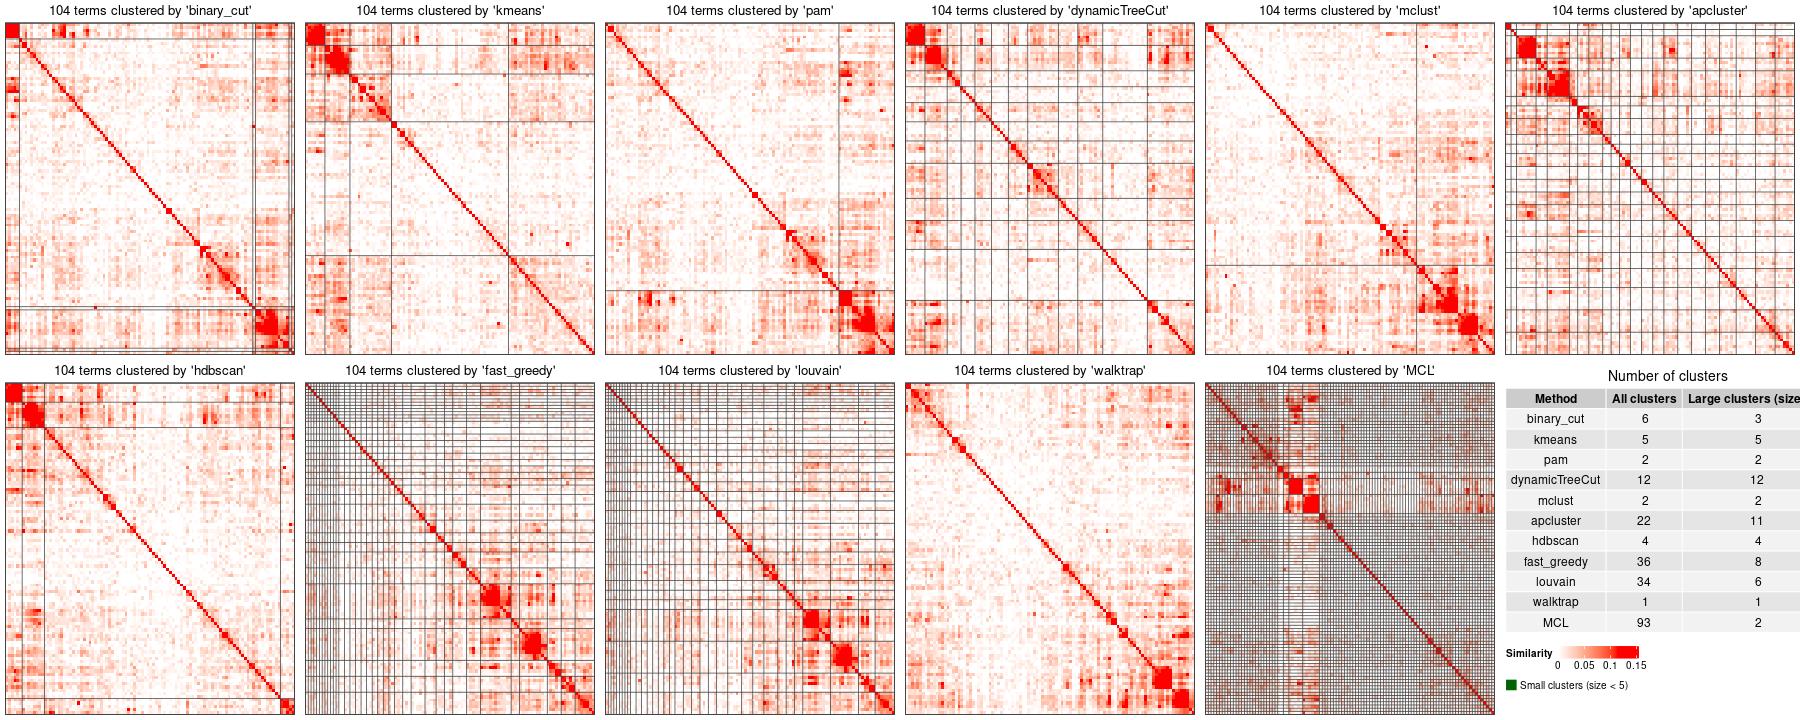 104 terms clustered by 'binary_cut'
104 terms clustered by 'kmeans'
104 terms clustered by 'pam'
104 terms clustered by 'dynamicTreeCut'
104 terms clustered by 'mclust'
104 terms clustered by 'apcluster'
104 terms clustered by 'hdbscan'
104 terms clustered by 'fast_greedy'
104 terms clustered by 'louvain'
104 terms clustered by 'walktrap'
104 terms clustered by 'MCL'
Number of clusters
Method All clusters Large clusters (size
binary_cut 6 3
kmeans 5 5
pam 2 2
dynamicTreeCut 12 12
mclust 2 2
apcluster 22 11
hdbscan 4 4
fast_greedy 36 8
louvain 34 6
walktrap 1 1
MCL 93 2
Similarity
0 0.05 0.1 0.15
Small clusters (size < 5)